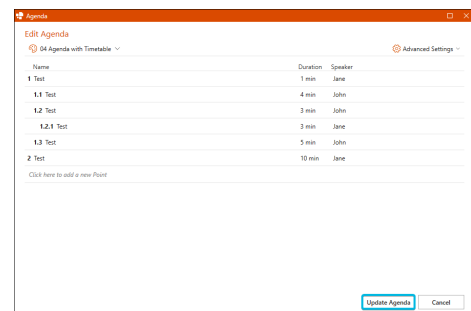 Agenda
Edit Agenda
04 Agenda with Timetable
Advanced Settings
Name Duration Speaker
1 Test 1 min Jane
1.1 Test 4 min John
1.2 Test 3 min John
1.2.1 Test 3 min Jane
1.3 Test 5 min John
2 Test 10 min Jane
Click here to add a new Point
Update Agenda Cancel